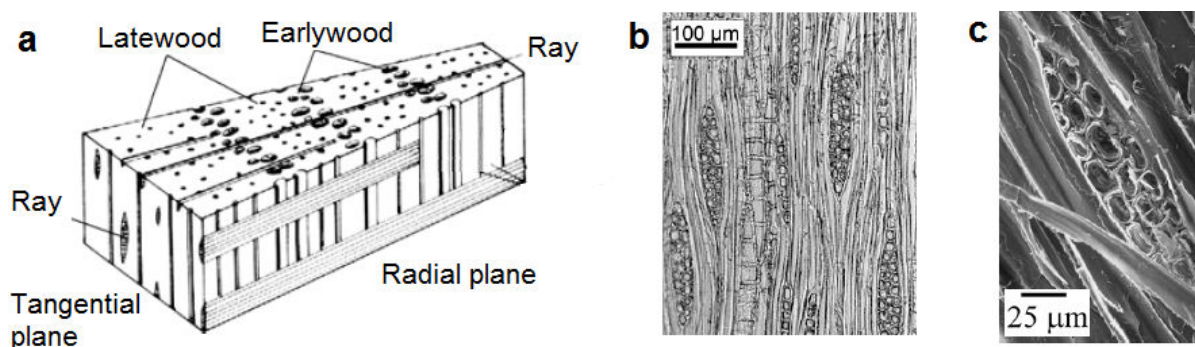 a
Latewood
Earlywood
Ray
Ray
Tangential
plane
Radial plane
b
100 µm
c
25 µm